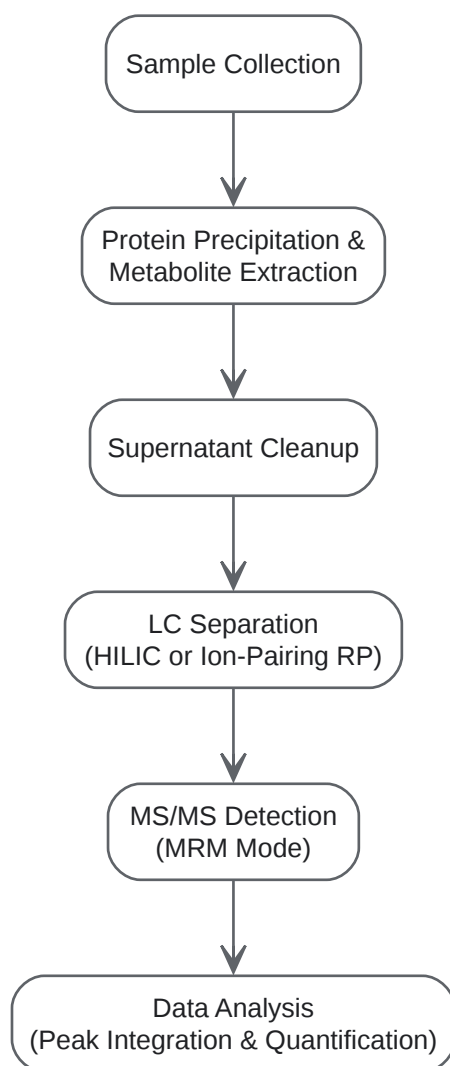 Sample Collection
Protein Precipitation &
Metabolite Extraction
Supernatant Cleanup
LC Separation
(HILIC or Ion-Pairing RP)
MS/MS Detection
(MRM Mode)
Data Analysis
(Peak Integration & Quantification)